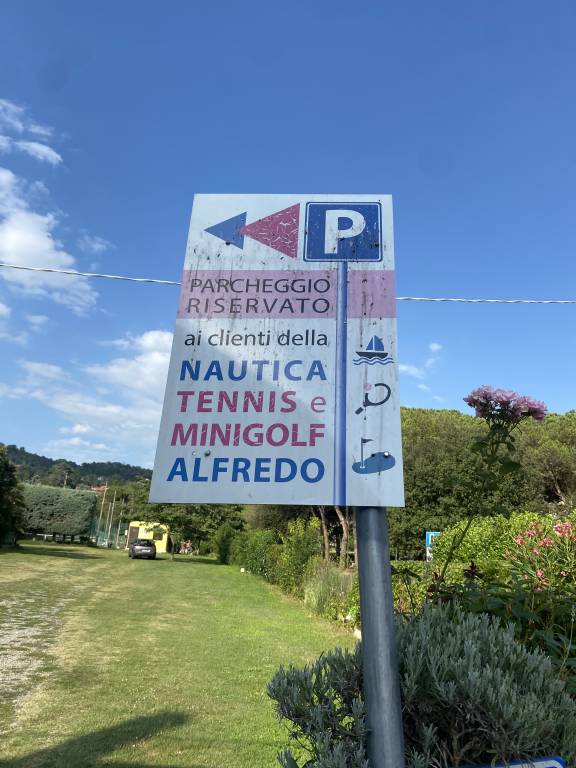 P
PARCHEGGIO
RISERVATO
ai clienti della
NAUTICA
TENNIS e
MINIGOLF
ALFREDO